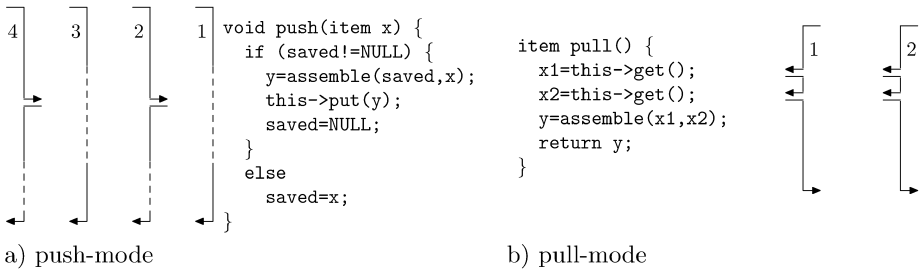 4 3 2 1
void push(item x) {
if (saved!=NULL) {
y=assemble(saved,x);
this->put(y);
saved=NULL;
}
else
saved=x;
}
a) push-mode
item pull() {
x1=this->get();
x2=this->get();
y=assemble(x1,x2);
return y;
}
1 2
b) pull-mode